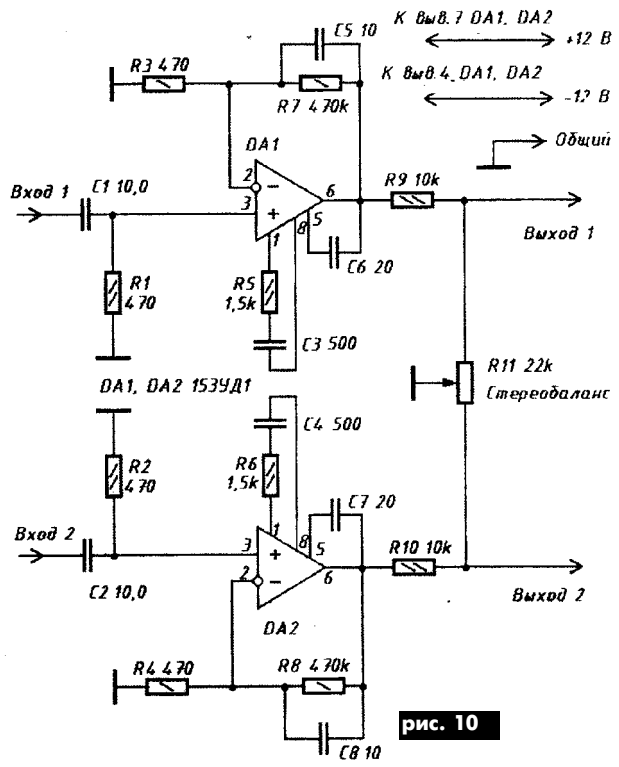 C5 10
К выв.7 DA1, DA2
+12 В
R3 470
R7 470k
К выв.4 DA1, DA2
-12 В
DA1
Общий
2
6
R9 10k
Вход 1
C1 10,0
3
8
5
1
Выход 1
C6 20
R1
470
R5
1,5k
C3 500
R11 22k
Стереобаланс
DA1, DA2 153УД1
C4 500
R2
470
R6
1,5k
C7 20
Вход 2
1
8
5
3
6
R10 10k
2
C2 10,0
Выход 2
DA2
R4 470
R8 470k
C8 10
рис. 10